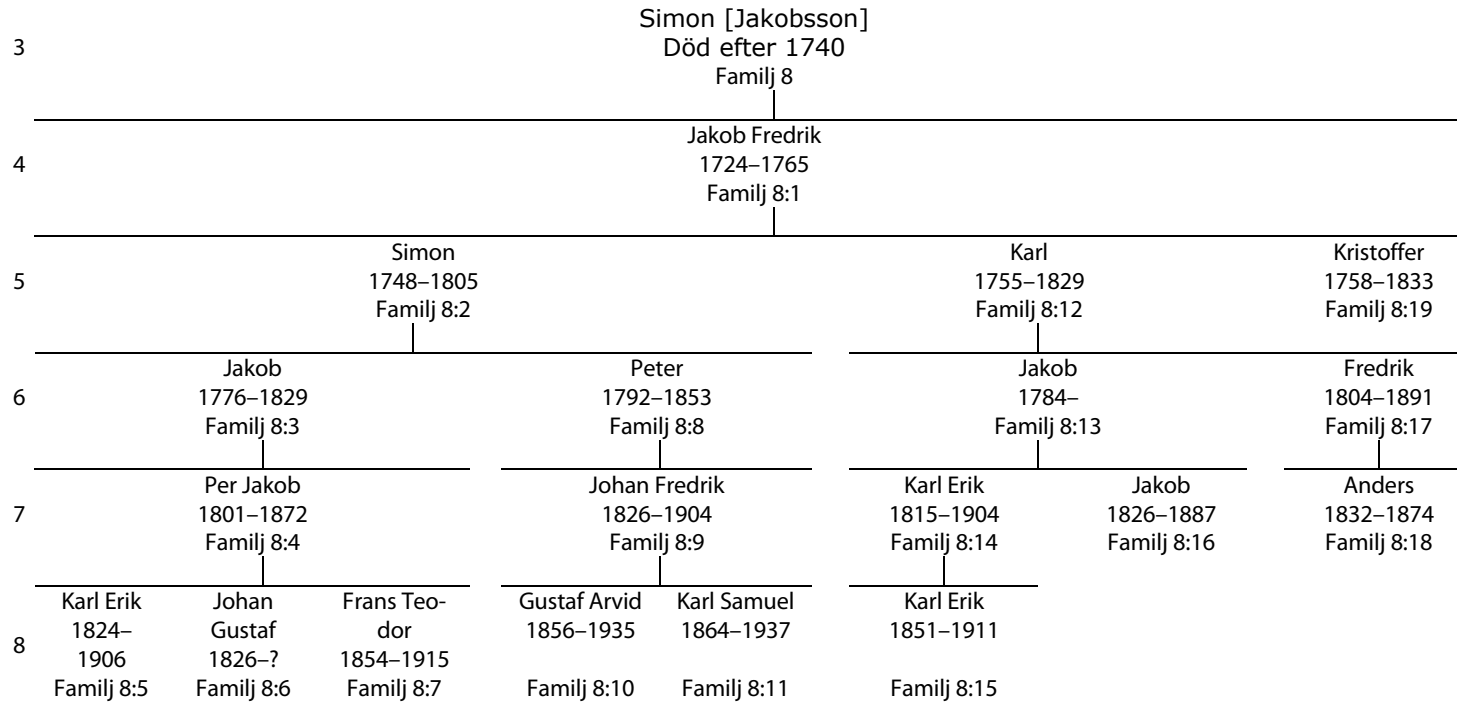 Simon [Jakobsson]
3
Död efter 1740
Familj 8
Jakob Fredrik
4
1724–1765
Familj 8:1
Simon
Karl
Kristoffer
5
1748–1805
1755–1829
1758–1833
Familj 8:2
Familj 8:12
Familj 8:19
Jakob
Peter
Jakob
Fredrik
6
1776–1829
1792–1853
1784–
1804–1891
Familj 8:3
Familj 8:8
Familj 8:13
Familj 8:17
Per Jakob
Johan Fredrik
Karl Erik
Jakob
Anders
7
1801–1872
1826–1904
1815–1904
1826–1887
1832–1874
Familj 8:4
Familj 8:9
Familj 8:14
Familj 8:16
Familj 8:18
8
Karl Erik
1824–
1906
Familj 8:5
Johan
Gustaf
1826–?
Familj 8:6
Frans Teo-
dor
1854–1915
Familj 8:7
Gustaf Arvid
1856–1935
Familj 8:10
Karl Samuel
1864–1937
Familj 8:11
Karl Erik
1851–1911
Familj 8:15